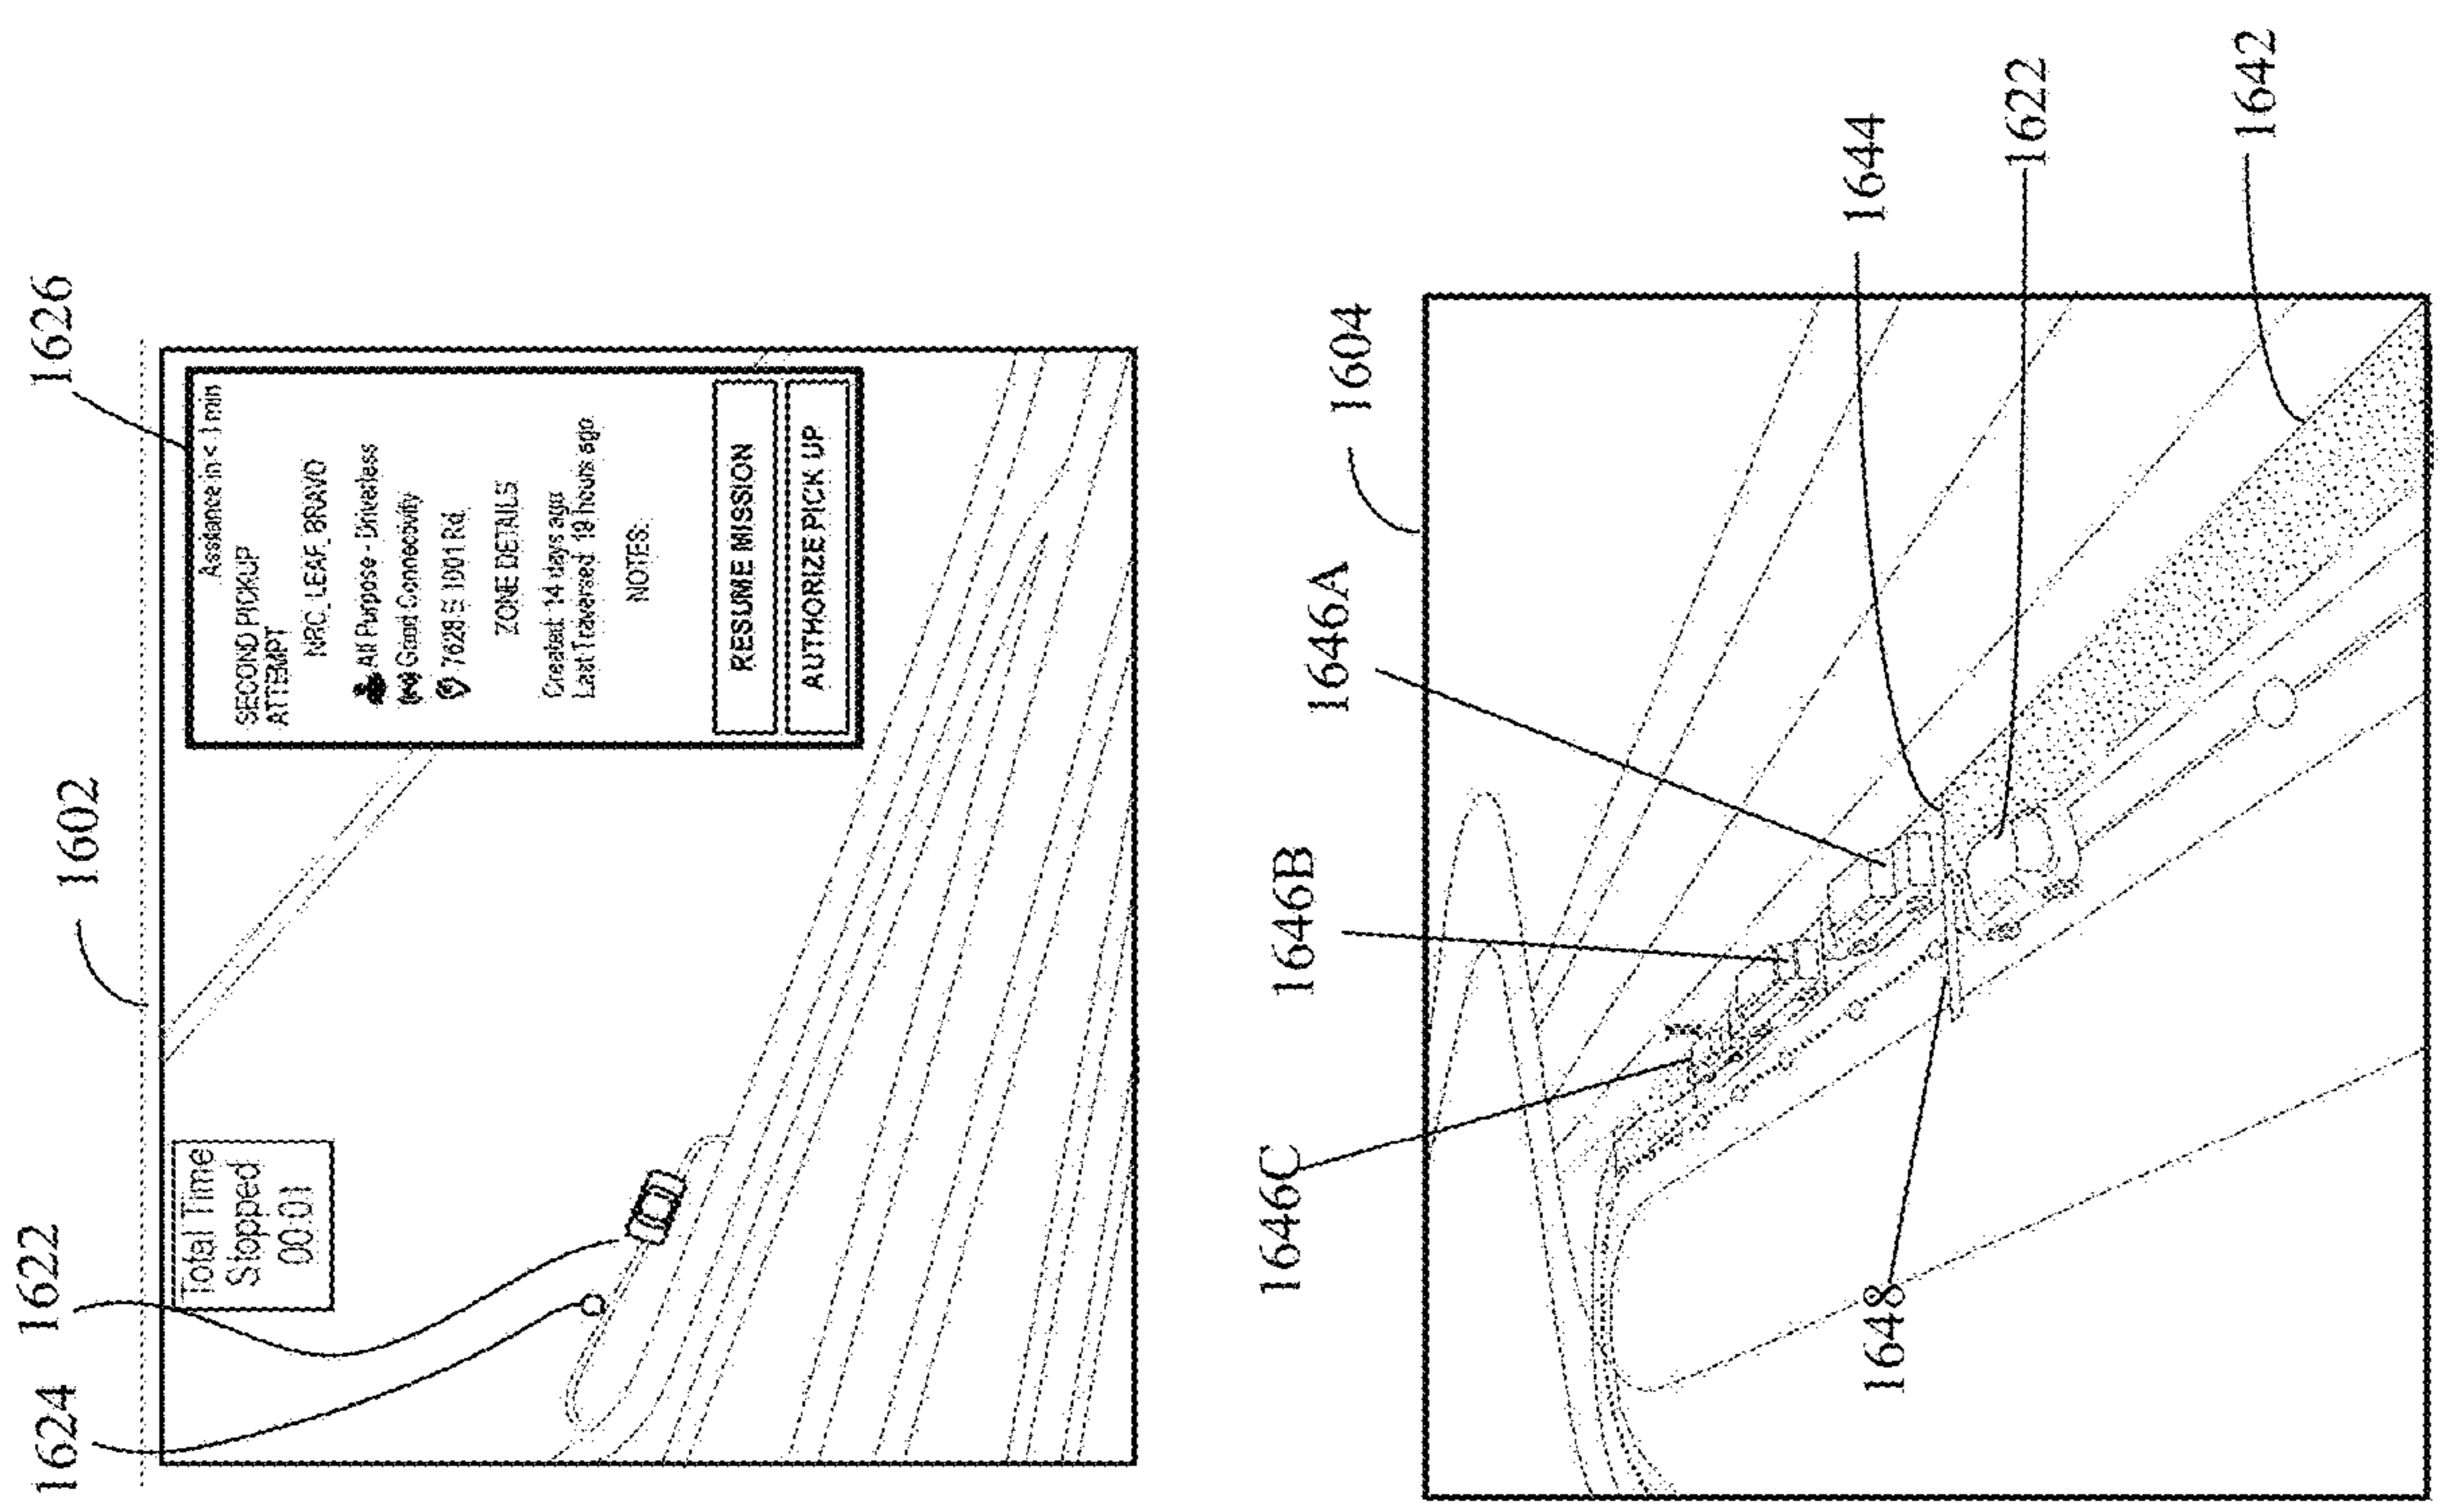 1624
1622
1602
1626
Total Time
Stopped
00:01
Assistance in < 1 min
SECOND PICKUP
ATTEMPT
NRC_LEAF_BRAVO
All Purpose - Driverless
Good Connectivity
7628 E 1001 Rd.
ZONE DETAILS
Created: 14 days ago
Last Traversed: 18 hours ago
NOTES:
RESUME MISSION
AUTHORIZE PICK UP
1646C
1646B
1646A
1604
1648
1644
1622
1642